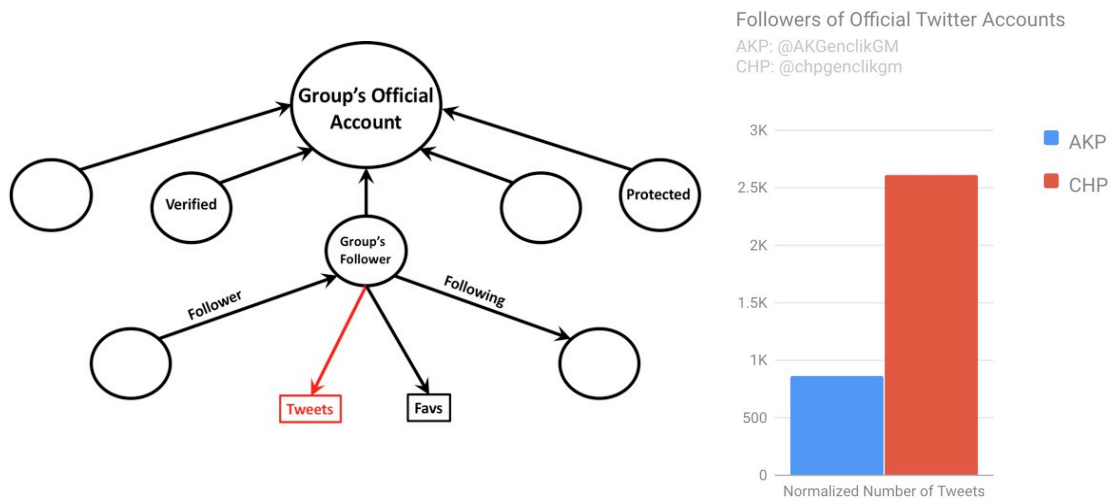 Group's Official
Account
Verified
Protected
Group's
Follower
Follower
Following
Tweets
Favs
Followers of Official Twitter Accounts
AKP: @AKGenclikGM
CHP: @chpgenclikgm
3K
2.5K
2K
1.5K
1K
500
0
Normalized Number of Tweets
AKP
CHP